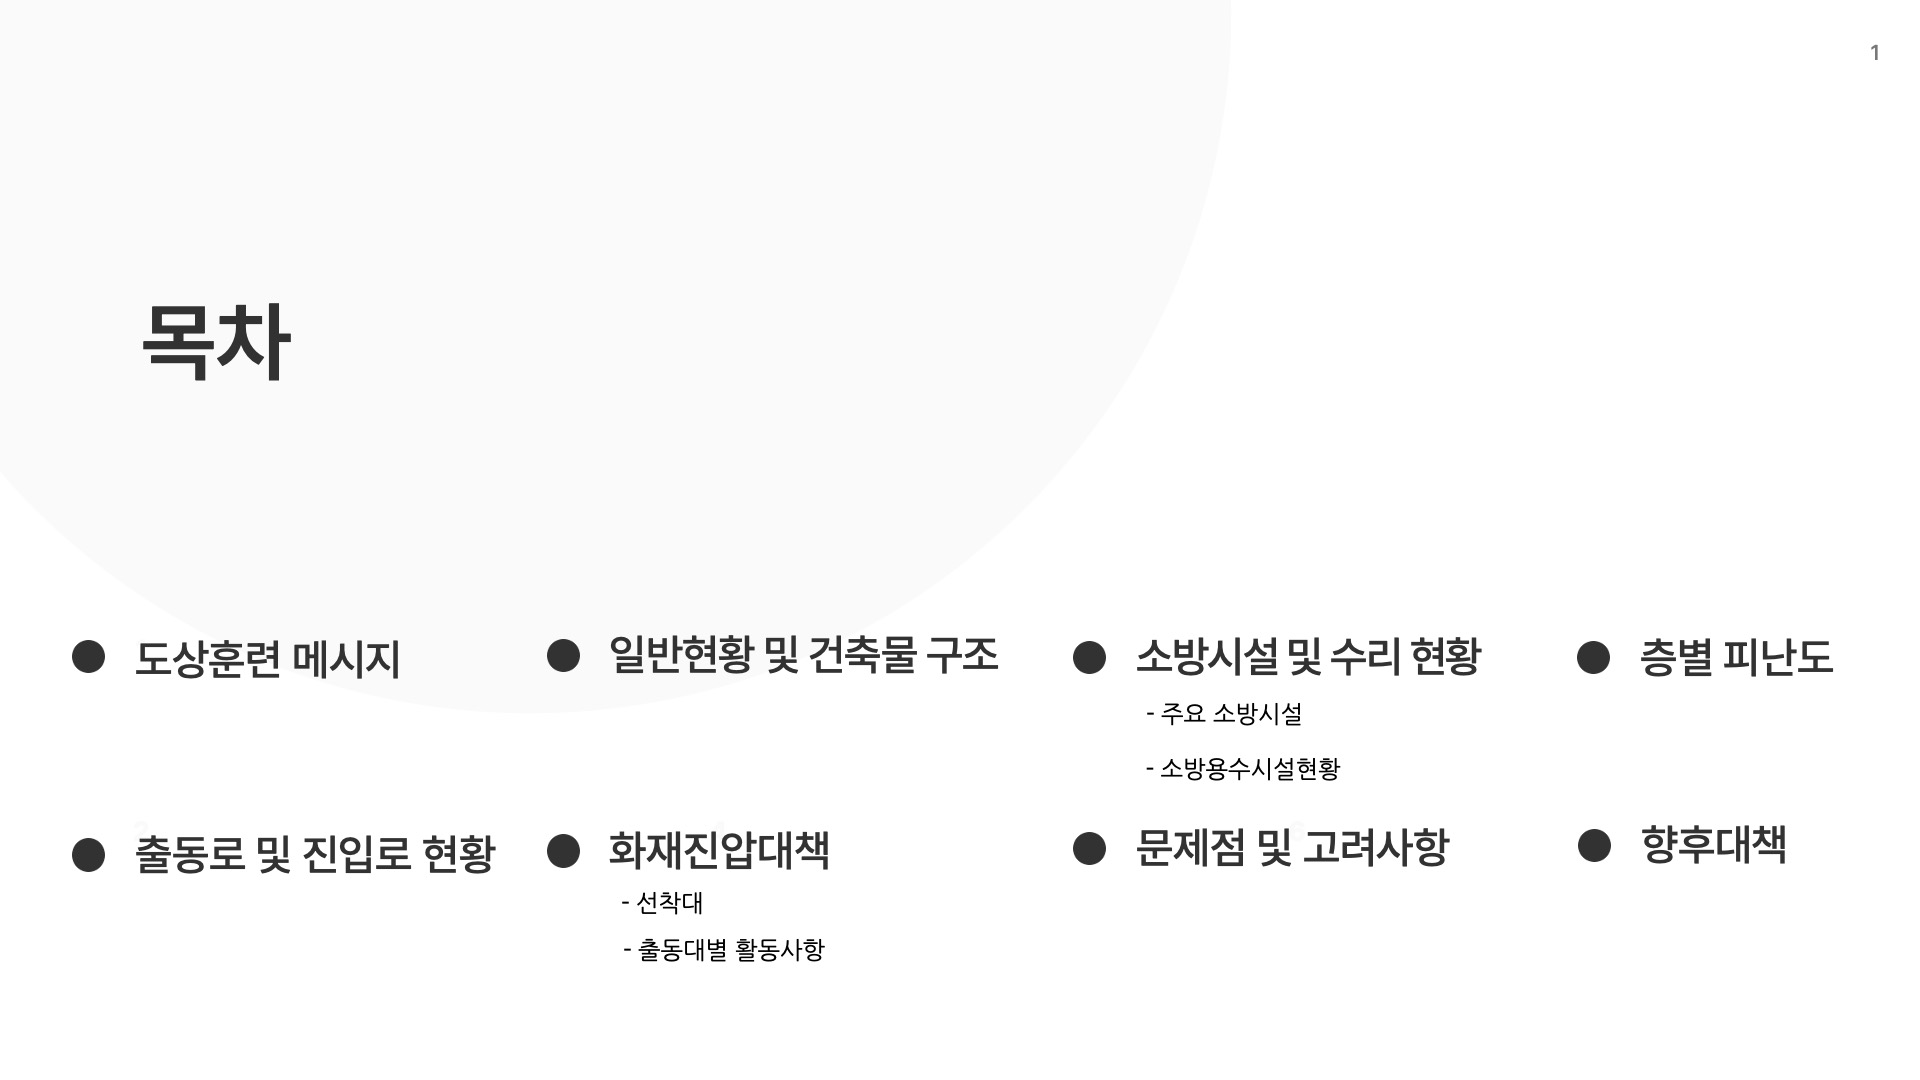 1
목차
도상훈련 메시지
일반현황 및 건축물 구조
소방시설 및 수리 현황
- 주요 소방시설
- 소방용수시설현황
층별 피난도
출동로 및 진입로 현황
화재진압대책
- 선착대
- 출동대별 활동사항
문제점 및 고려사항
향후대책